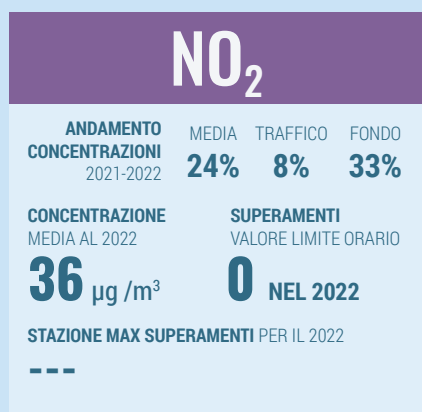 NO₂
ANDAMENTO
CONCENTRAZIONI
2021-2022
MEDIA TRAFFICO FONDO
24% 8% 33%
CONCENTRAZIONE
MEDIA AL 2022
36 µg /m³
SUPERAMENTI
VALORE LIMITE ORARIO
0 NEL 2022
STAZIONE MAX SUPERAMENTI PER IL 2022
---